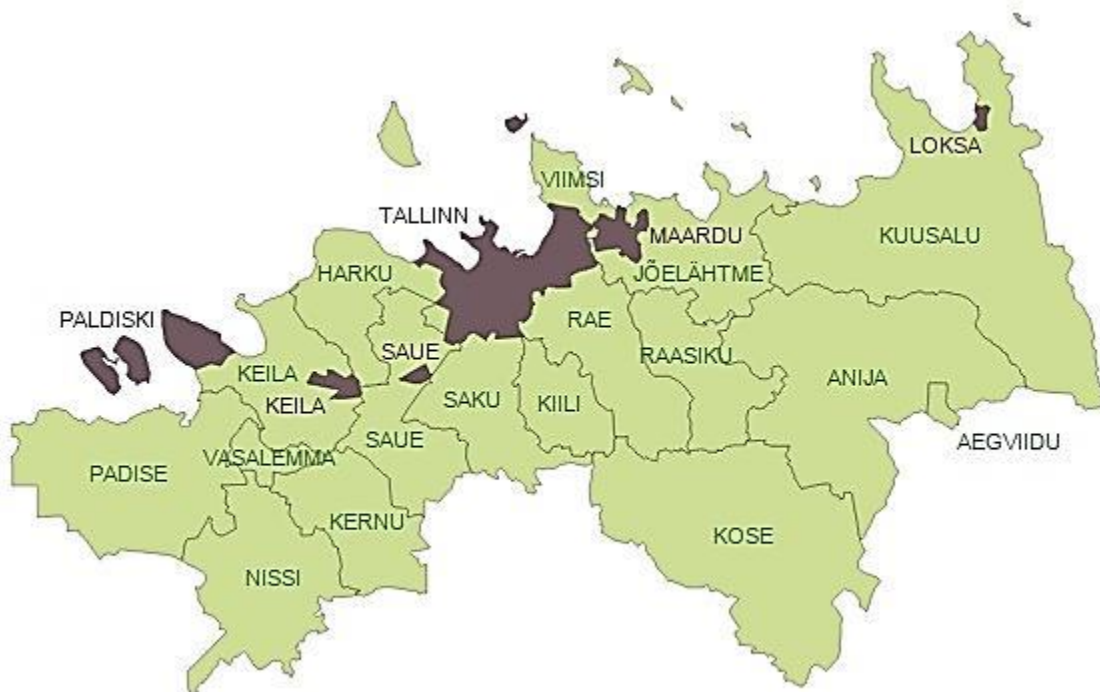 LOKSA
VIIMSI
TALLINN
MAARDU
KUUSALU
HARKU
JÕELÄHTME
PALDISKI
RAE
SAUE
RAASIKU
KEILA
ANIJA
KEILA
SAKU
KIILI
SAUE
AEGVIIDU
VASALEMMA
PADISE
KERNU
KOSE
NISSI